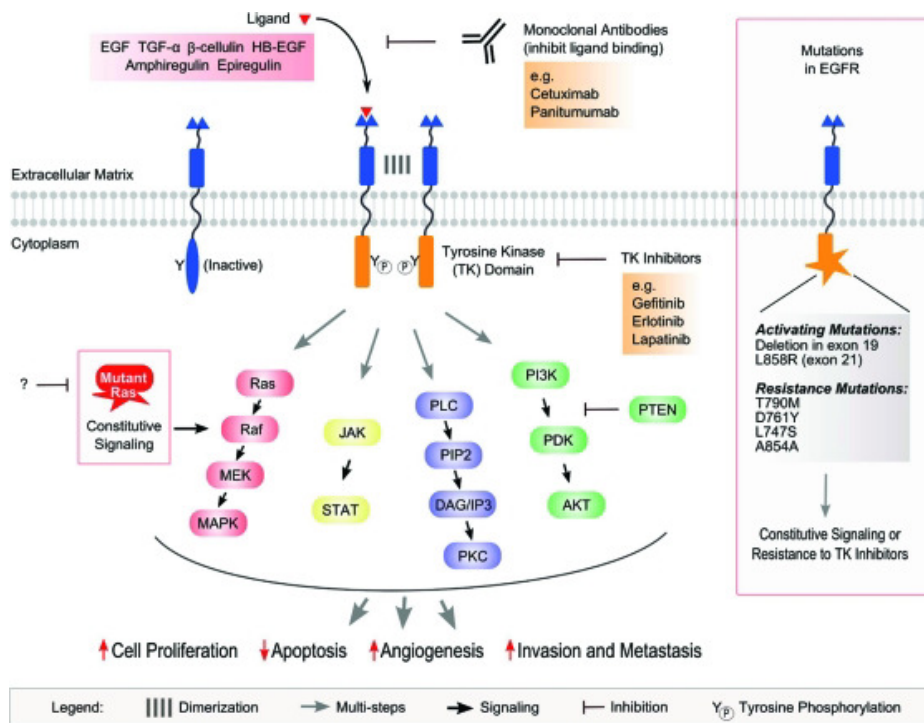 Ligand
EGF TGF-α β-cellulin HB-EGF
Amphiregulin Epiregulin
Monoclonal Antibodies
(inhibit ligand binding)
e.g.
Cetuximab
Panitumumab
Mutations
in EGFR
Extracellular Matrix
Cytoplasm
Y
(Inactive)
Y
P
P
Y
Tyrosine Kinase
(TK) Domain
TK Inhibitors
e.g.
Gefitinib
Erlotinib
Lapatinib
Activating Mutations:
Deletion in exon 19
L858R (exon 21)
Resistance Mutations:
T790M
D761Y
L747S
A854A
Constitutive Signaling or
Resistance to TK Inhibitors
?
Mutant
Ras
Constitutive
Signaling
Ras
Raf
MEK
MAPK
JAK
STAT
PLC
PIP2
DAG/IP3
PKC
PI3K
PDK
AKT
PTEN
Cell Proliferation Apoptosis Angiogenesis Invasion and Metastasis
Legend: Dimerization Multi-steps Signaling Inhibition Y P Tyrosine Phosphorylation